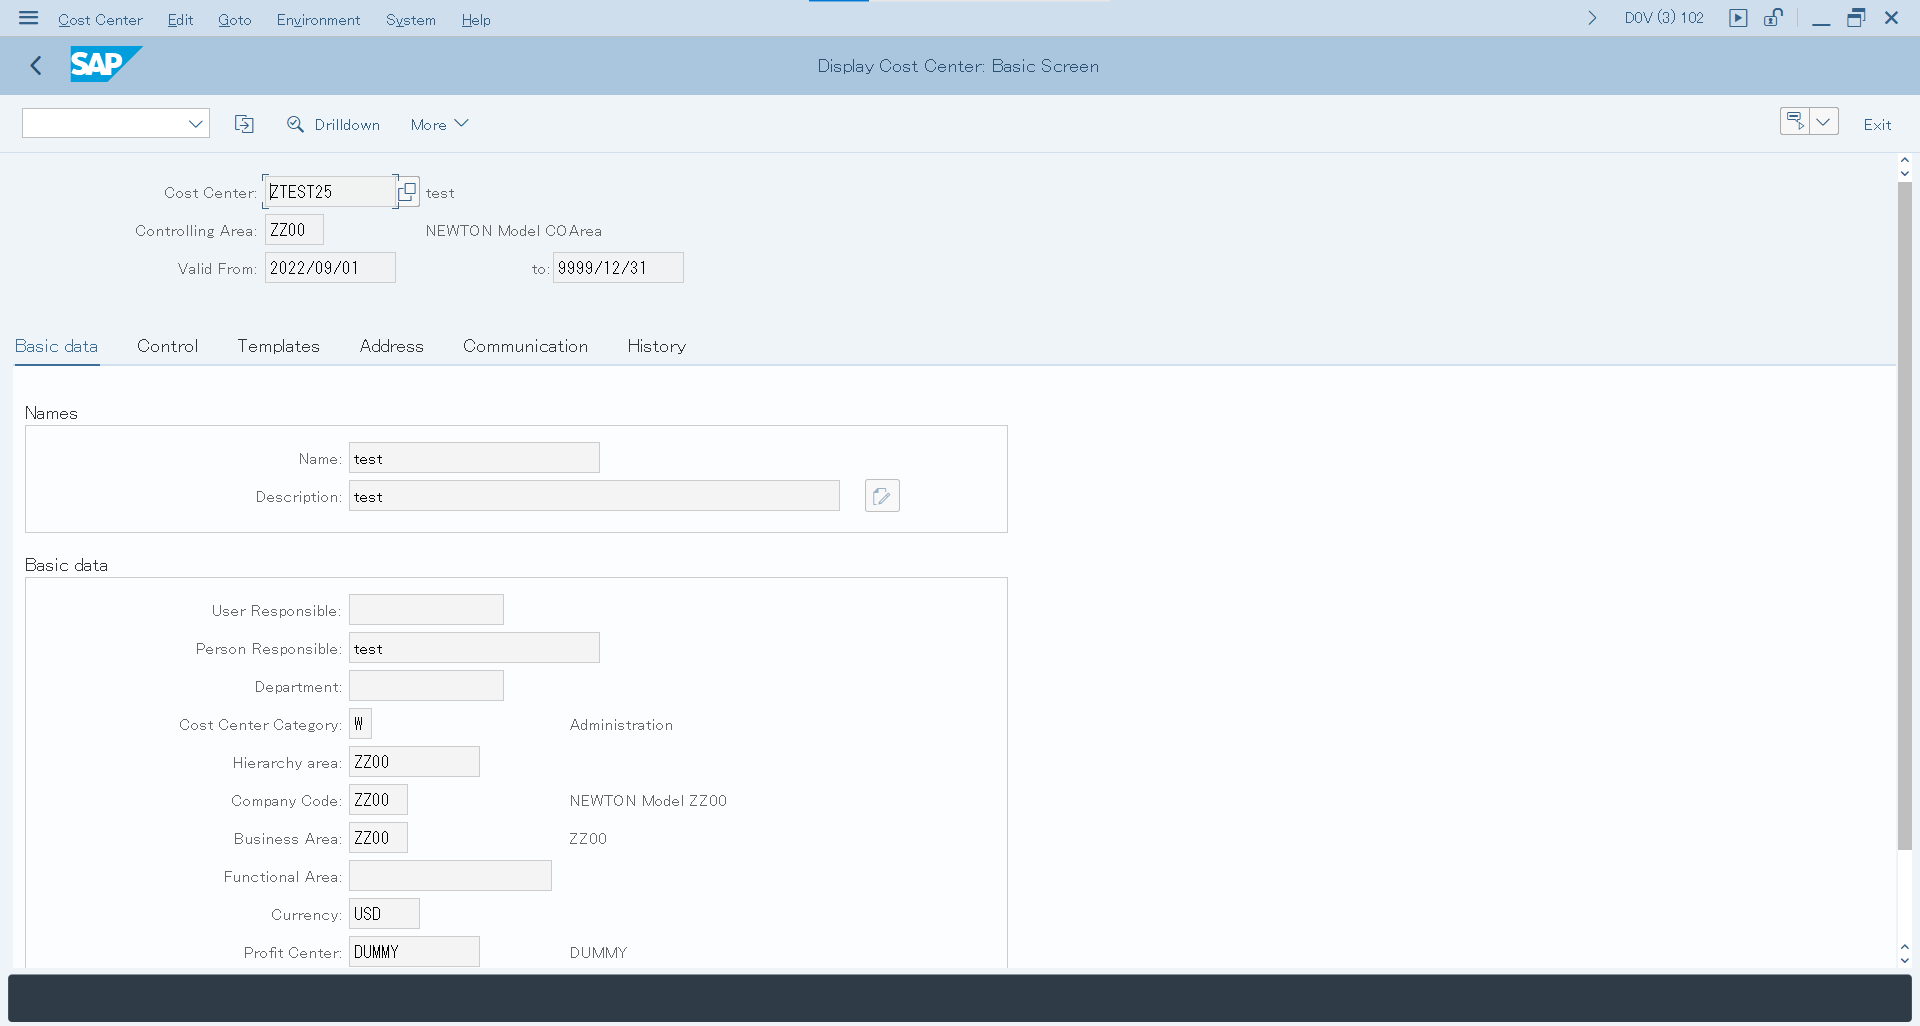 Cost Center Edit Goto Environment System Help D0V (3) 102
SAP Display Cost Center: Basic Screen
Drilldown More Exit
Cost Center: ZTEST25 test
Controlling Area: ZZ00 NEWTON Model COArea
Valid From: 2022/09/01 to: 9999/12/31
Basic data Control Templates Address Communication History
Names
Name: test
Description: test
Basic data
User Responsible:
Person Responsible: test
Department:
Cost Center Category: W Administration
Hierarchy area: ZZ00
Company Code: ZZ00 NEWTON Model ZZ00
Business Area: ZZ00 ZZ00
Functional Area:
Currency: USD
Profit Center: DUMMY DUMMY